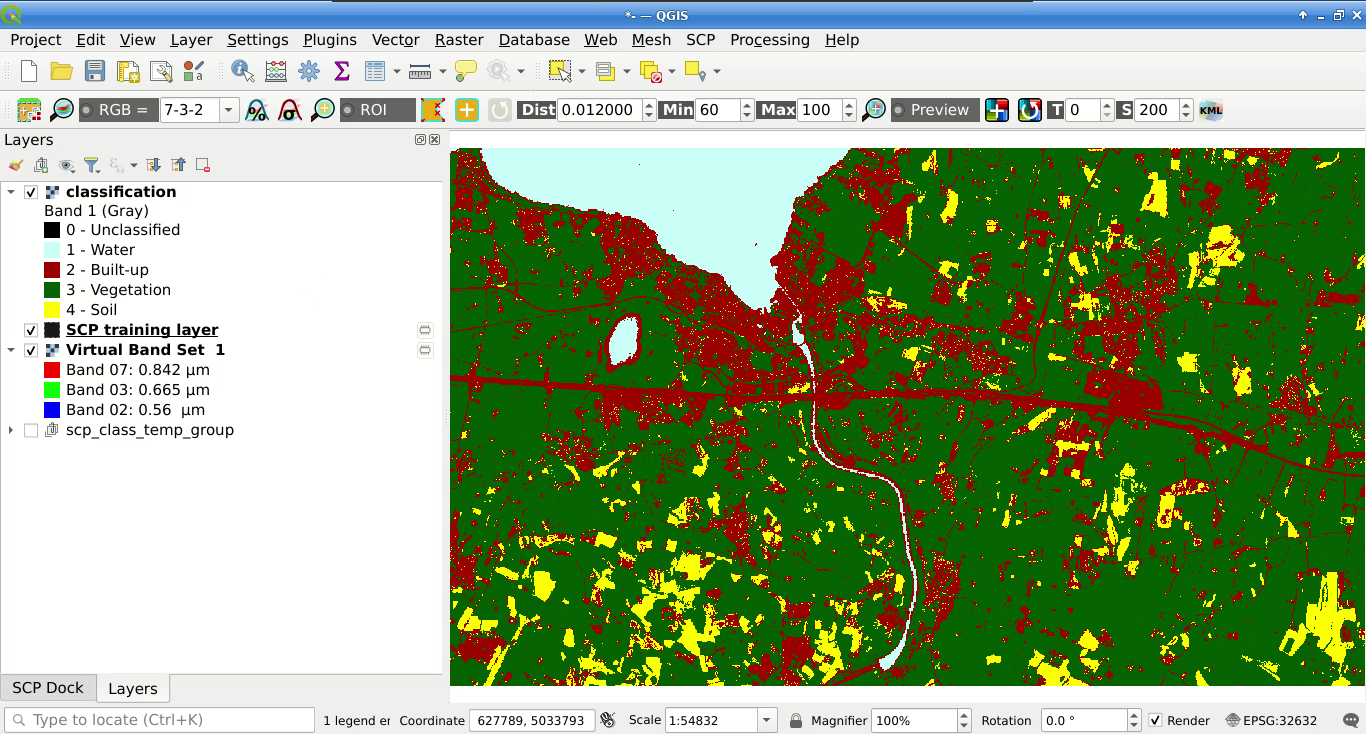 *- — QGIS
Project Edit View Layer Settings Plugins Vector Raster Database Web Mesh SCP Processing Help
RGB = 7-3-2 ROI Dist 0.012000 Min 60 Max 100 Preview T 0 S 200 KML
Layers
classification
Band 1 (Gray)
0 - Unclassified
1 - Water
2 - Built-up
3 - Vegetation
4 - Soil
SCP training layer
Virtual Band Set 1
Band 07: 0.842 µm
Band 03: 0.665 µm
Band 02: 0.56 µm
scp_class_temp_group
SCP Dock Layers
Type to locate (Ctrl+K) 1 legend er Coordinate 627789, 5033793 Scale 1:54832 Magnifier 100% Rotation 0.0 ° Render EPSG:32632